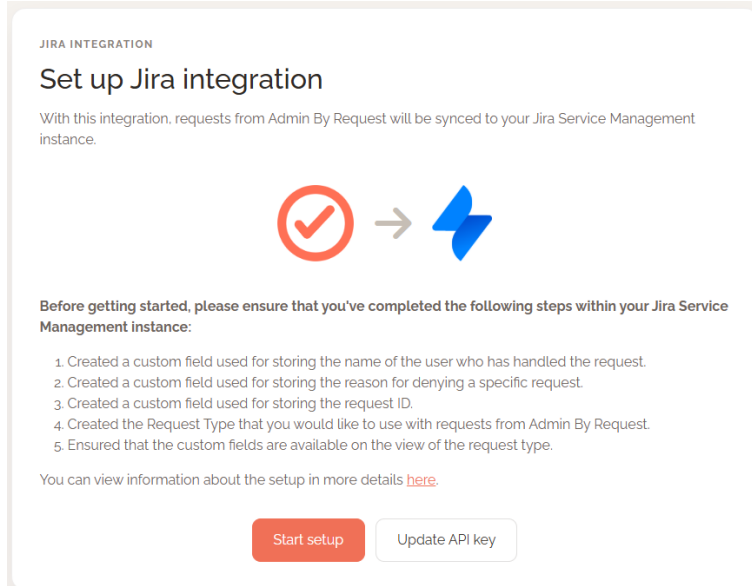 JIRA INTEGRATION
Set up Jira integration
With this integration, requests from Admin By Request will be synced to your Jira Service Management
instance.
Before getting started, please ensure that you've completed the following steps within your Jira Service
Management instance:
1. Created a custom field used for storing the name of the user who has handled the request.
2. Created a custom field used for storing the reason for denying a specific request.
3. Created a custom field used for storing the request ID.
4. Created the Request Type that you would like to use with requests from Admin By Request.
5. Ensured that the custom fields are available on the view of the request type.
You can view information about the setup in more details here.
Start setup
Update API key